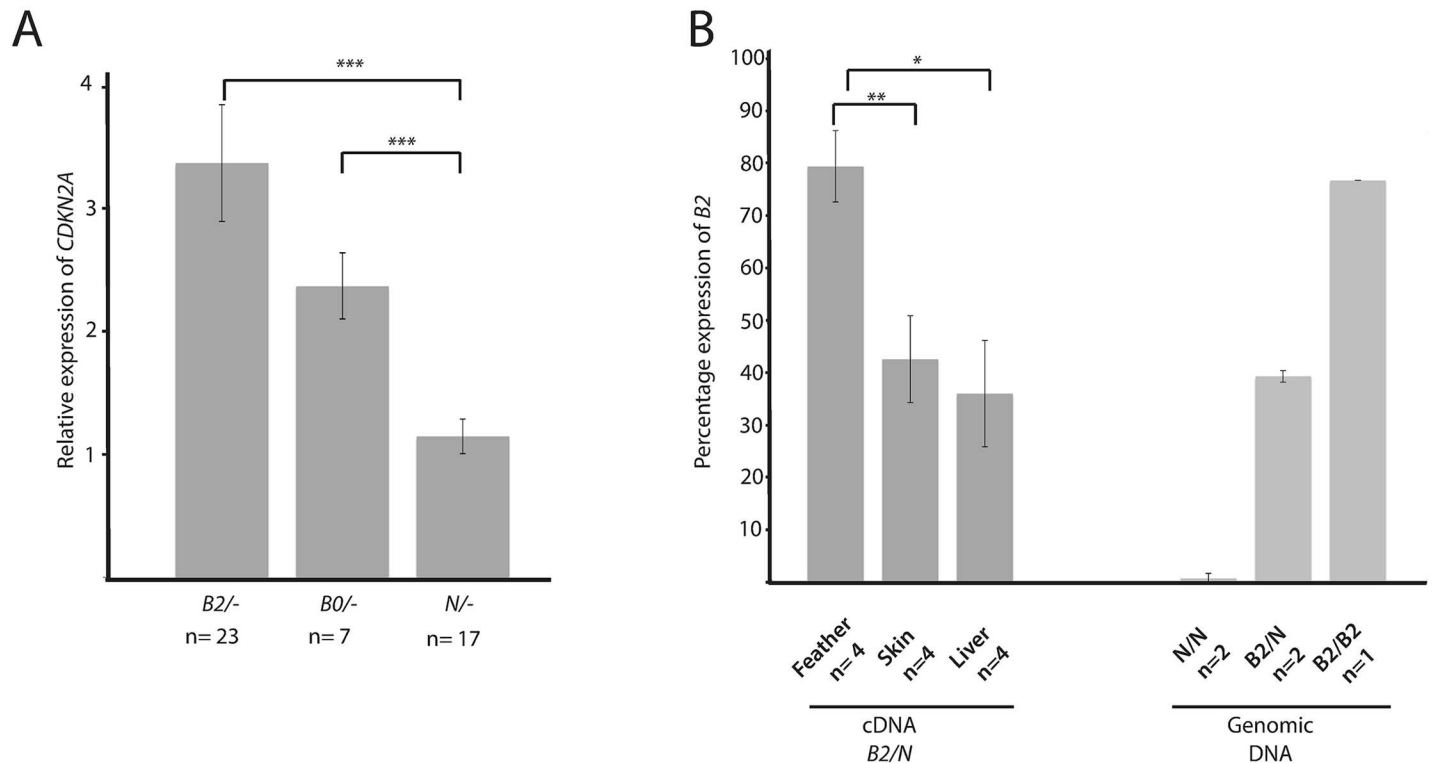 A
Relative expression of CDKN2A
4
3
2
1
***
***
B2/-
B0/-
N/-
n= 23
n= 7
n= 17
B
Percentage expression of B2
100
90
80
70
60
50
40
30
20
10
*
**
Feather
n= 4
Skin
n=4
Liver
n=4
N/N
n=2
B2/N
n=2
B2/B2
n=1
cDNA
B2/N
Genomic
DNA